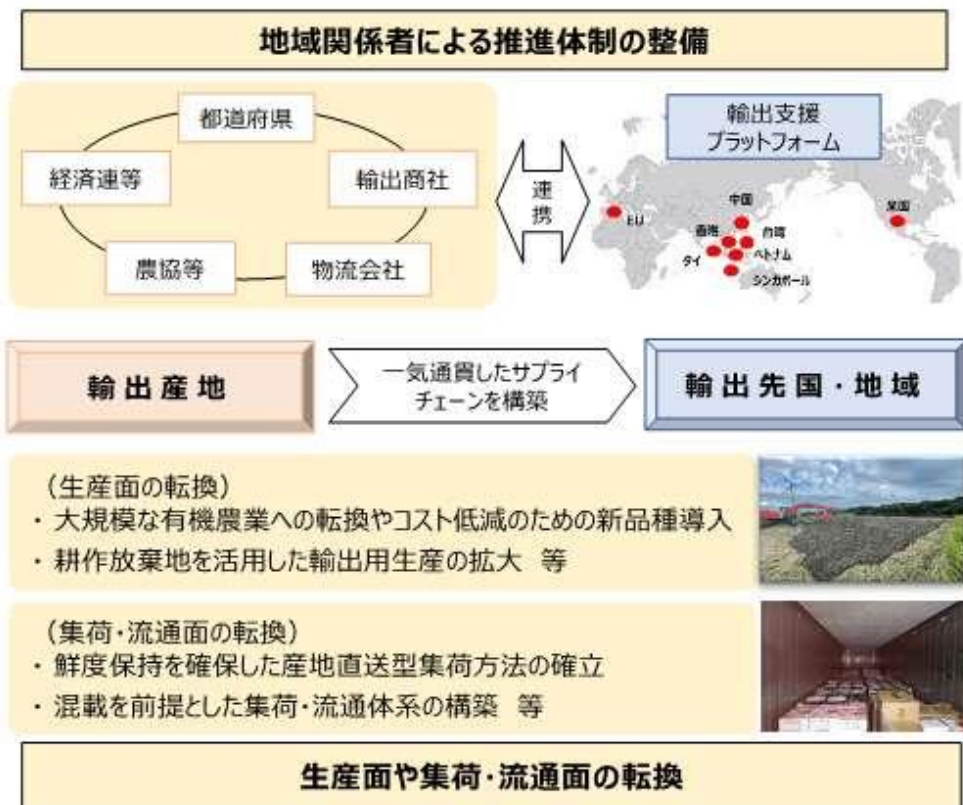 地域関係者による推進体制の整備
都道府県
経済連等
輸出商社
農協等
物流会社
連携
輸出支援
プラットフォーム
EU
中国
香港
台湾
タイ
ベトナム
シンガポール
米国
輸出産地
一気通貫したサプライ
チェーンを構築
輸出先国・地域
（生産面の転換）
・ 大規模な有機農業への転換やコスト低減のための新品種導入
・ 耕作放棄地を活用した輸出用生産の拡大 等
（集荷・流通面の転換）
・ 鮮度保持を確保した産地直送型集荷方法の確立
・ 混載を前提とした集荷・流通体系の構築 等
生産面や集荷・流通面の転換